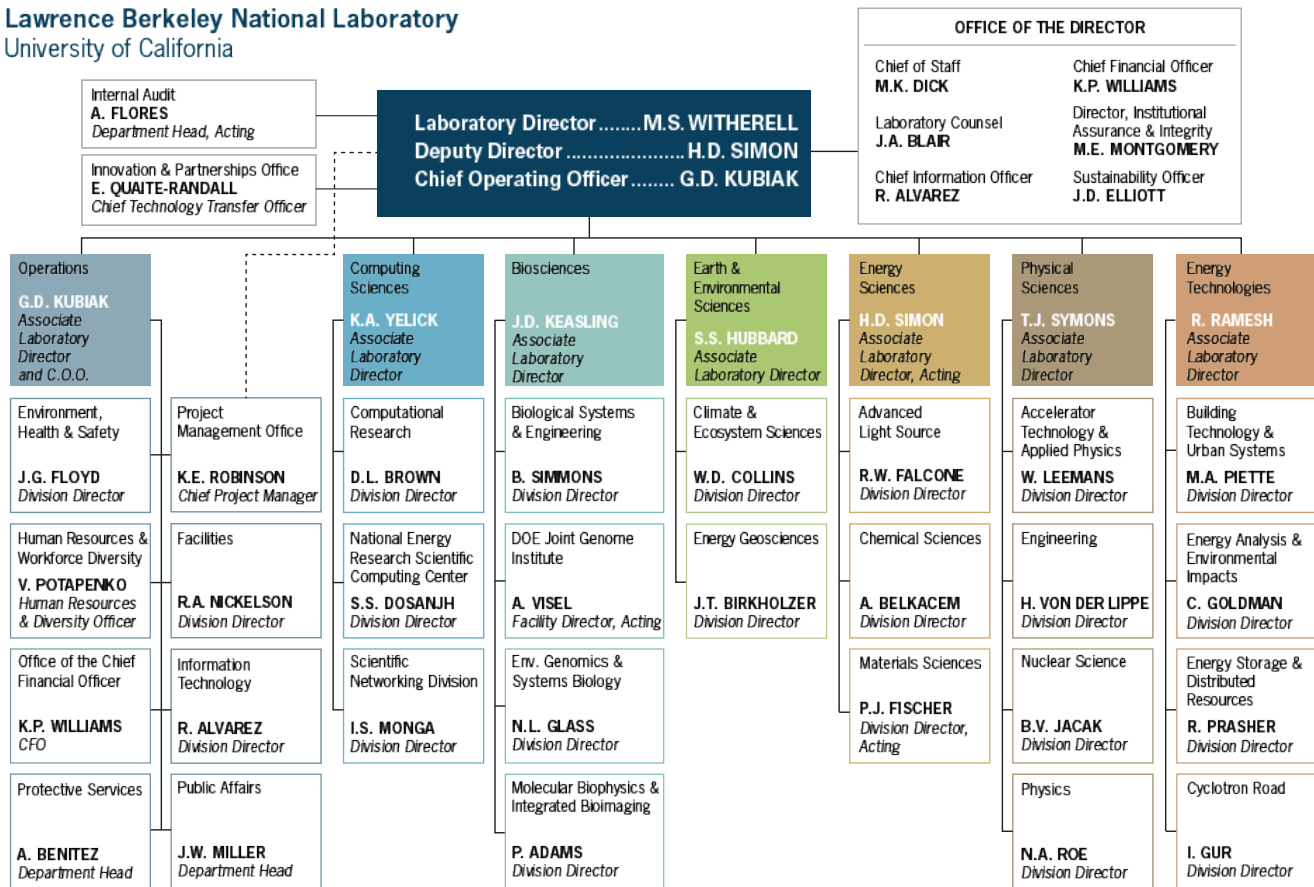 Lawrence Berkeley National Laboratory
University of California
OFFICE OF THE DIRECTOR
Chief of Staff
M.K. DICK
Laboratory Counsel
J.A. BLAIR
Chief Information Officer
R. ALVAREZ
Chief Financial Officer
K.P. WILLIAMS
Director, Institutional
Assurance & Integrity
M.E. MONTGOMERY
Sustainability Officer
J.D. ELLIOTT
Internal Audit
A. FLORES
Department Head, Acting
Innovation & Partnerships Office
E. QUAITE-RANDALL
Chief Technology Transfer Officer
Laboratory Director ........ M.S. WITHERELL
Deputy Director ...................... H.D. SIMON
Chief Operating Officer ........ G.D. KUBIAK
Operations
G.D. KUBIAK
Associate
Laboratory
Director
and C.O.O.
Environment,
Health & Safety
J.G. FLOYD
Division Director
Human Resources &
Workforce Diversity
V. POTAPENKO
Human Resources
& Diversity Officer
Office of the Chief
Financial Officer
K.P. WILLIAMS
CFO
Protective Services
A. BENITEZ
Department Head
Project
Management Office
K.E. ROBINSON
Chief Project Manager
Facilities
R.A. NICKELSON
Division Director
Information
Technology
R. ALVAREZ
Division Director
Public Affairs
J.W. MILLER
Department Head
Computing
Sciences
K.A. YELICK
Associate
Laboratory
Director
Computational
Research
D.L. BROWN
Division Director
National Energy
Research Scientific
Computing Center
S.S. DOSANJH
Division Director
Scientific
Networking Division
I.S. MONGA
Division Director
Biosciences
J.D. KEASLING
Associate
Laboratory
Director
Biological Systems
& Engineering
B. SIMMONS
Division Director
DOE Joint Genome
Institute
A. VISEL
Facility Director, Acting
Env. Genomics &
Systems Biology
N.L. GLASS
Division Director
Molecular Biophysics &
Integrated Bioimaging
P. ADAMS
Division Director
Earth &
Environmental
Sciences
S.S. HUBBARD
Associate
Laboratory Director
Climate &
Ecosystem Sciences
W.D. COLLINS
Division Director
Energy Geosciences
J.T. BIRKHOLZER
Division Director
Energy
Sciences
H.D. SIMON
Associate
Laboratory
Director, Acting
Advanced
Light Source
R.W. FALCONE
Division Director
Chemical Sciences
A. BELKACEM
Division Director
Materials Sciences
P.J. FISCHER
Division Director,
Acting
Physical
Sciences
T.J. SYMONS
Associate
Laboratory
Director
Accelerator
Technology &
Applied Physics
W. LEEMANS
Division Director
Engineering
H. VON DER LIPPE
Division Director
Nuclear Science
B.V. JACAK
Division Director
Physics
N.A. ROE
Division Director
Energy
Technologies
R. RAMESH
Associate
Laboratory
Director
Building
Technology &
Urban Systems
M.A. PIETTE
Division Director
Energy Analysis &
Environmental
Impacts
C. GOLDMAN
Division Director
Energy Storage &
Distributed
Resources
R. PRASHER
Division Director
Cyclotron Road
I. GUR
Division Director